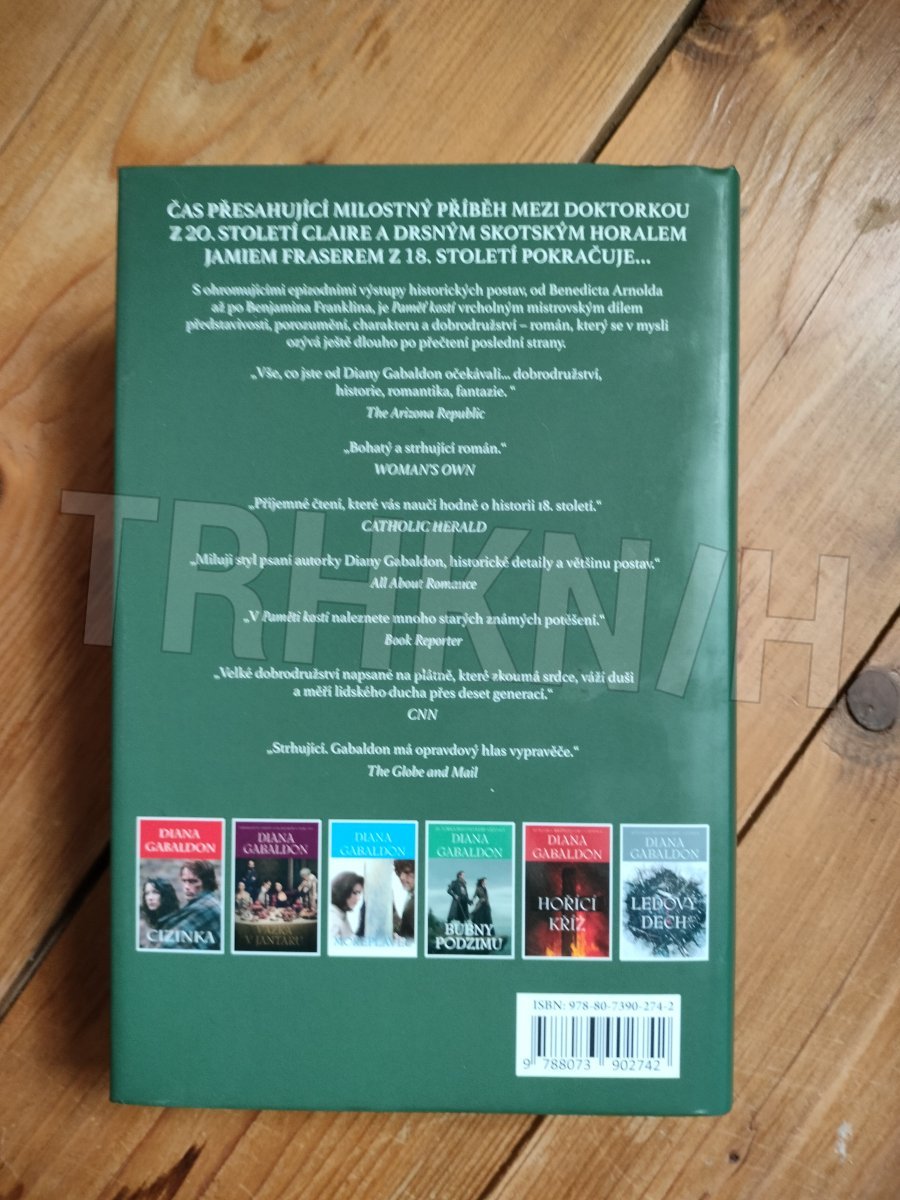 ČAS PŘESAHUJÍCÍ MILOSTNÝ PŘÍBĚH MEZI DOKTORKOU
Z 20. STOLETÍ CLAIRE A DRSNÝM SKOTSKÝM HORALEM
JAMIEM FRASEREM Z 18. STOLETÍ POKRAČUJE...
S ohromujícími epizodními výstupy historických postav, od Benedicta Arnolda
až po Benjamina Franklina, je Paměť kostí vrcholným mistrovským dílem
představivosti, porozumění, charakteru a dobrodružství – román, který se v mysli
ozývá ještě dlouho po přečtení poslední strany.
„Vše, co jste od Diany Gabaldon očekávali... dobrodružství,
historie, romantika, fantazie. “
The Arizona Republic
„Bohatý a strhující román.“
WOMAN'S OWN
„Příjemné čtení, které vás naučí hodně o historii 18. století.“
CATHOLIC HERALD
„Miluji styl psaní autorky Diany Gabaldon, historické detaily a většinu postav.“
All About Romance
„V Paměti kostí naleznete mnoho starých známých potěšení.“
Book Reporter
„Velké dobrodružství napsané na plátně, které zkoumá srdce, váží duši
a měří lidského ducha přes deset generací.“
CNN
„Strhující. Gabaldon má opravdový hlas vypravěče.“
The Globe and Mail
DIANA
GABALDON
CIZINKA
DIANA
GABALDON
VÁŽKA
V JANTARU
DIANA
GABALDON
MOŘEPLAVEC
DIANA
GABALDON
BUBNY
PODZIMU
DIANA
GABALDON
HOŘÍCÍ
KŘÍŽ
DIANA
GABALDON
LEDOVÝ
DECH
ISBN: 978-80-7390-274-2
9 788073 902742
TRHKNIH